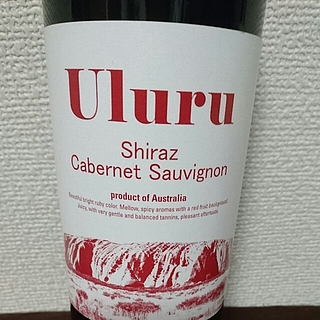 Uluru
Shiraz
Cabernet Sauvignon
product of Australia
Beautiful bright ruby color. Mellow, spicy aromas with a red fruit background.
Juicy, with very gentle and balanced tannins, pleasant aftertaste.